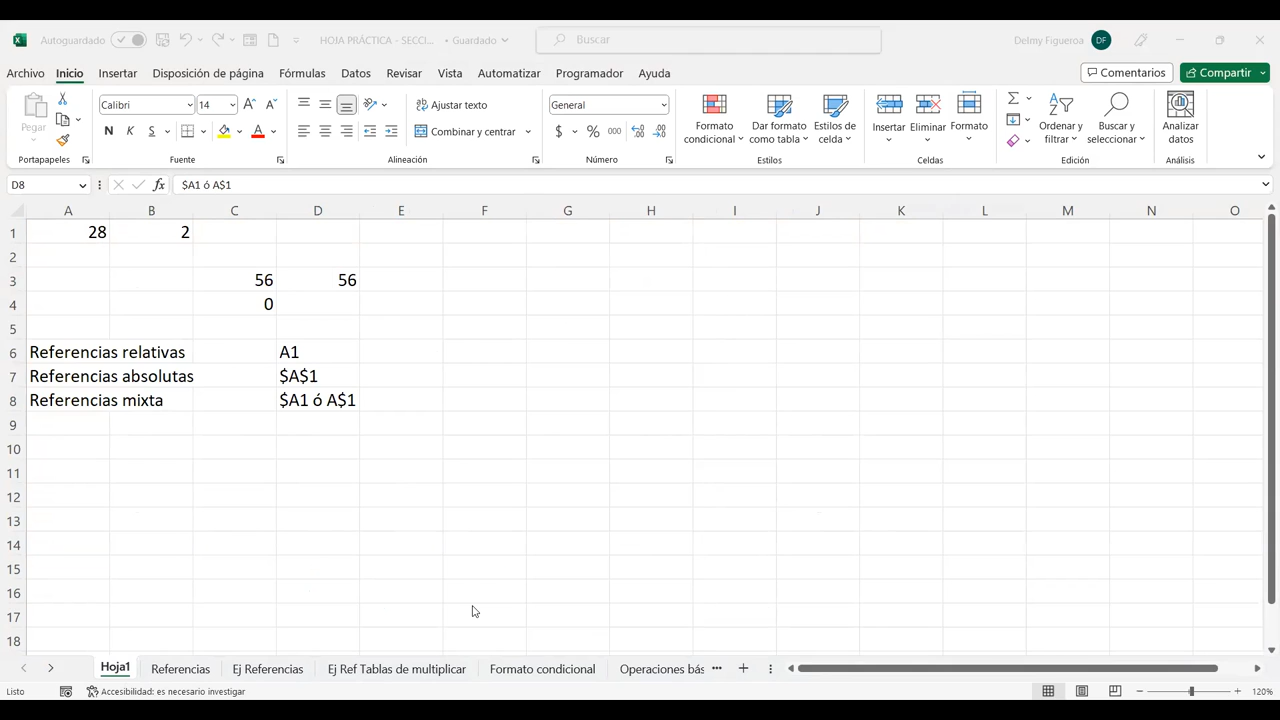 Autoguardado
HOJA PRÁCTICA - SECCI... • Guardado
Buscar
Delmy Figueroa
DF
Archivo Inicio Insertar Disposición de página Fórmulas Datos Revisar Vista Automatizar Programador Ayuda
Comentarios
Compartir
Pegar
Portapapeles
Calibri
14
N K S
Fuente
Ajustar texto
Combinar y centrar
Alineación
General
$ % 000
Número
Formato condicional
Dar formato como tabla
Estilos de celda
Estilos
Insertar
Eliminar
Formato
Celdas
Ordenar y filtrar
Buscar y seleccionar
Edición
Analizar datos
Análisis
D8
fx
$A1 ó A$1
A B C D E F G H I J K L M N O
1 28 2
2
3 56 56
4 0
5
6 Referencias relativas A1
7 Referencias absolutas $A$1
8 Referencias mixta $A1 ó A$1
9
10
11
12
13
14
15
16
17
18
Hoja1 Referencias Ej Referencias Ej Ref Tablas de multiplicar Formato condicional Operaciones bás ...
Listo
Accesibilidad: es necesario investigar
120%